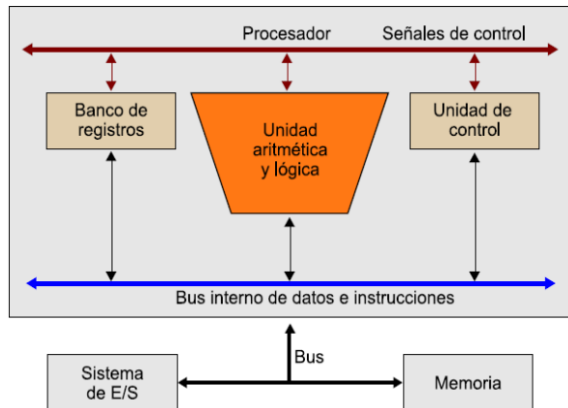 Procesador
Señales de control
Banco de
registros
Unidad
aritmética
y lógica
Unidad de
control
Bus interno de datos e instrucciones
Bus
Sistema
de E/S
Memoria